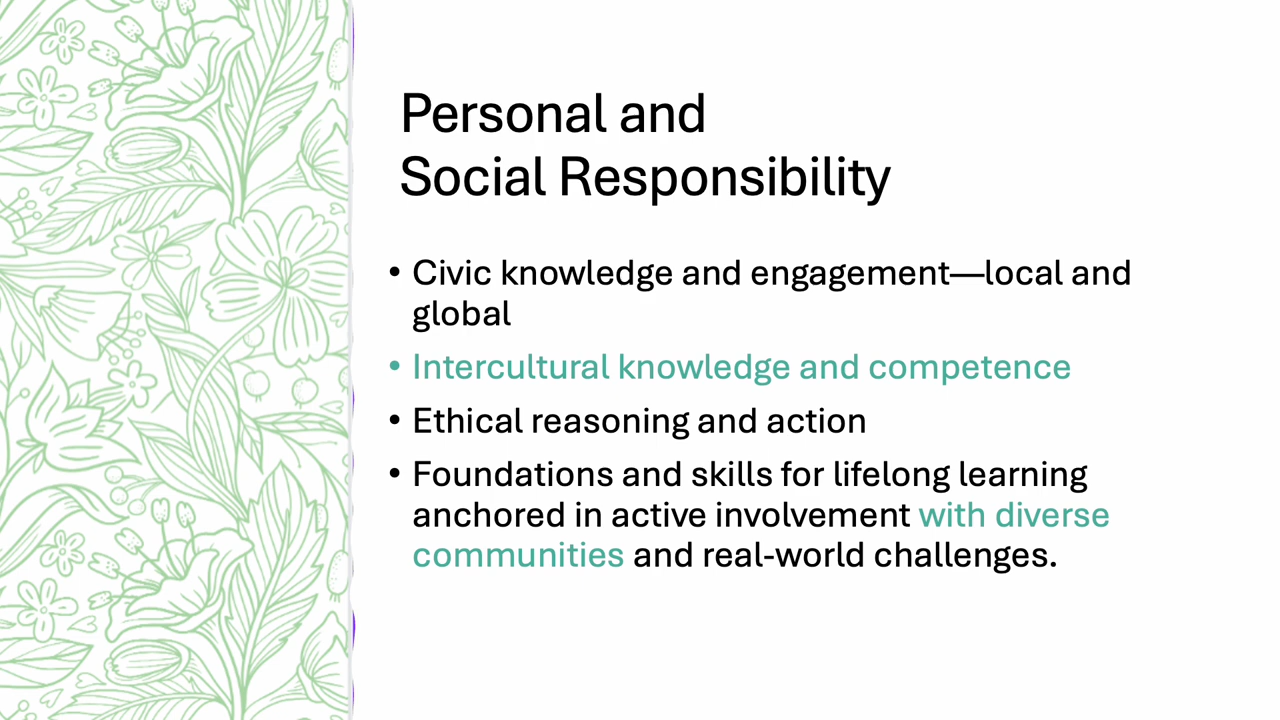 Personal and
Social Responsibility
• Civic knowledge and engagement—local and
global
• Intercultural knowledge and competence
• Ethical reasoning and action
• Foundations and skills for lifelong learning
anchored in active involvement with diverse
communities and real-world challenges.